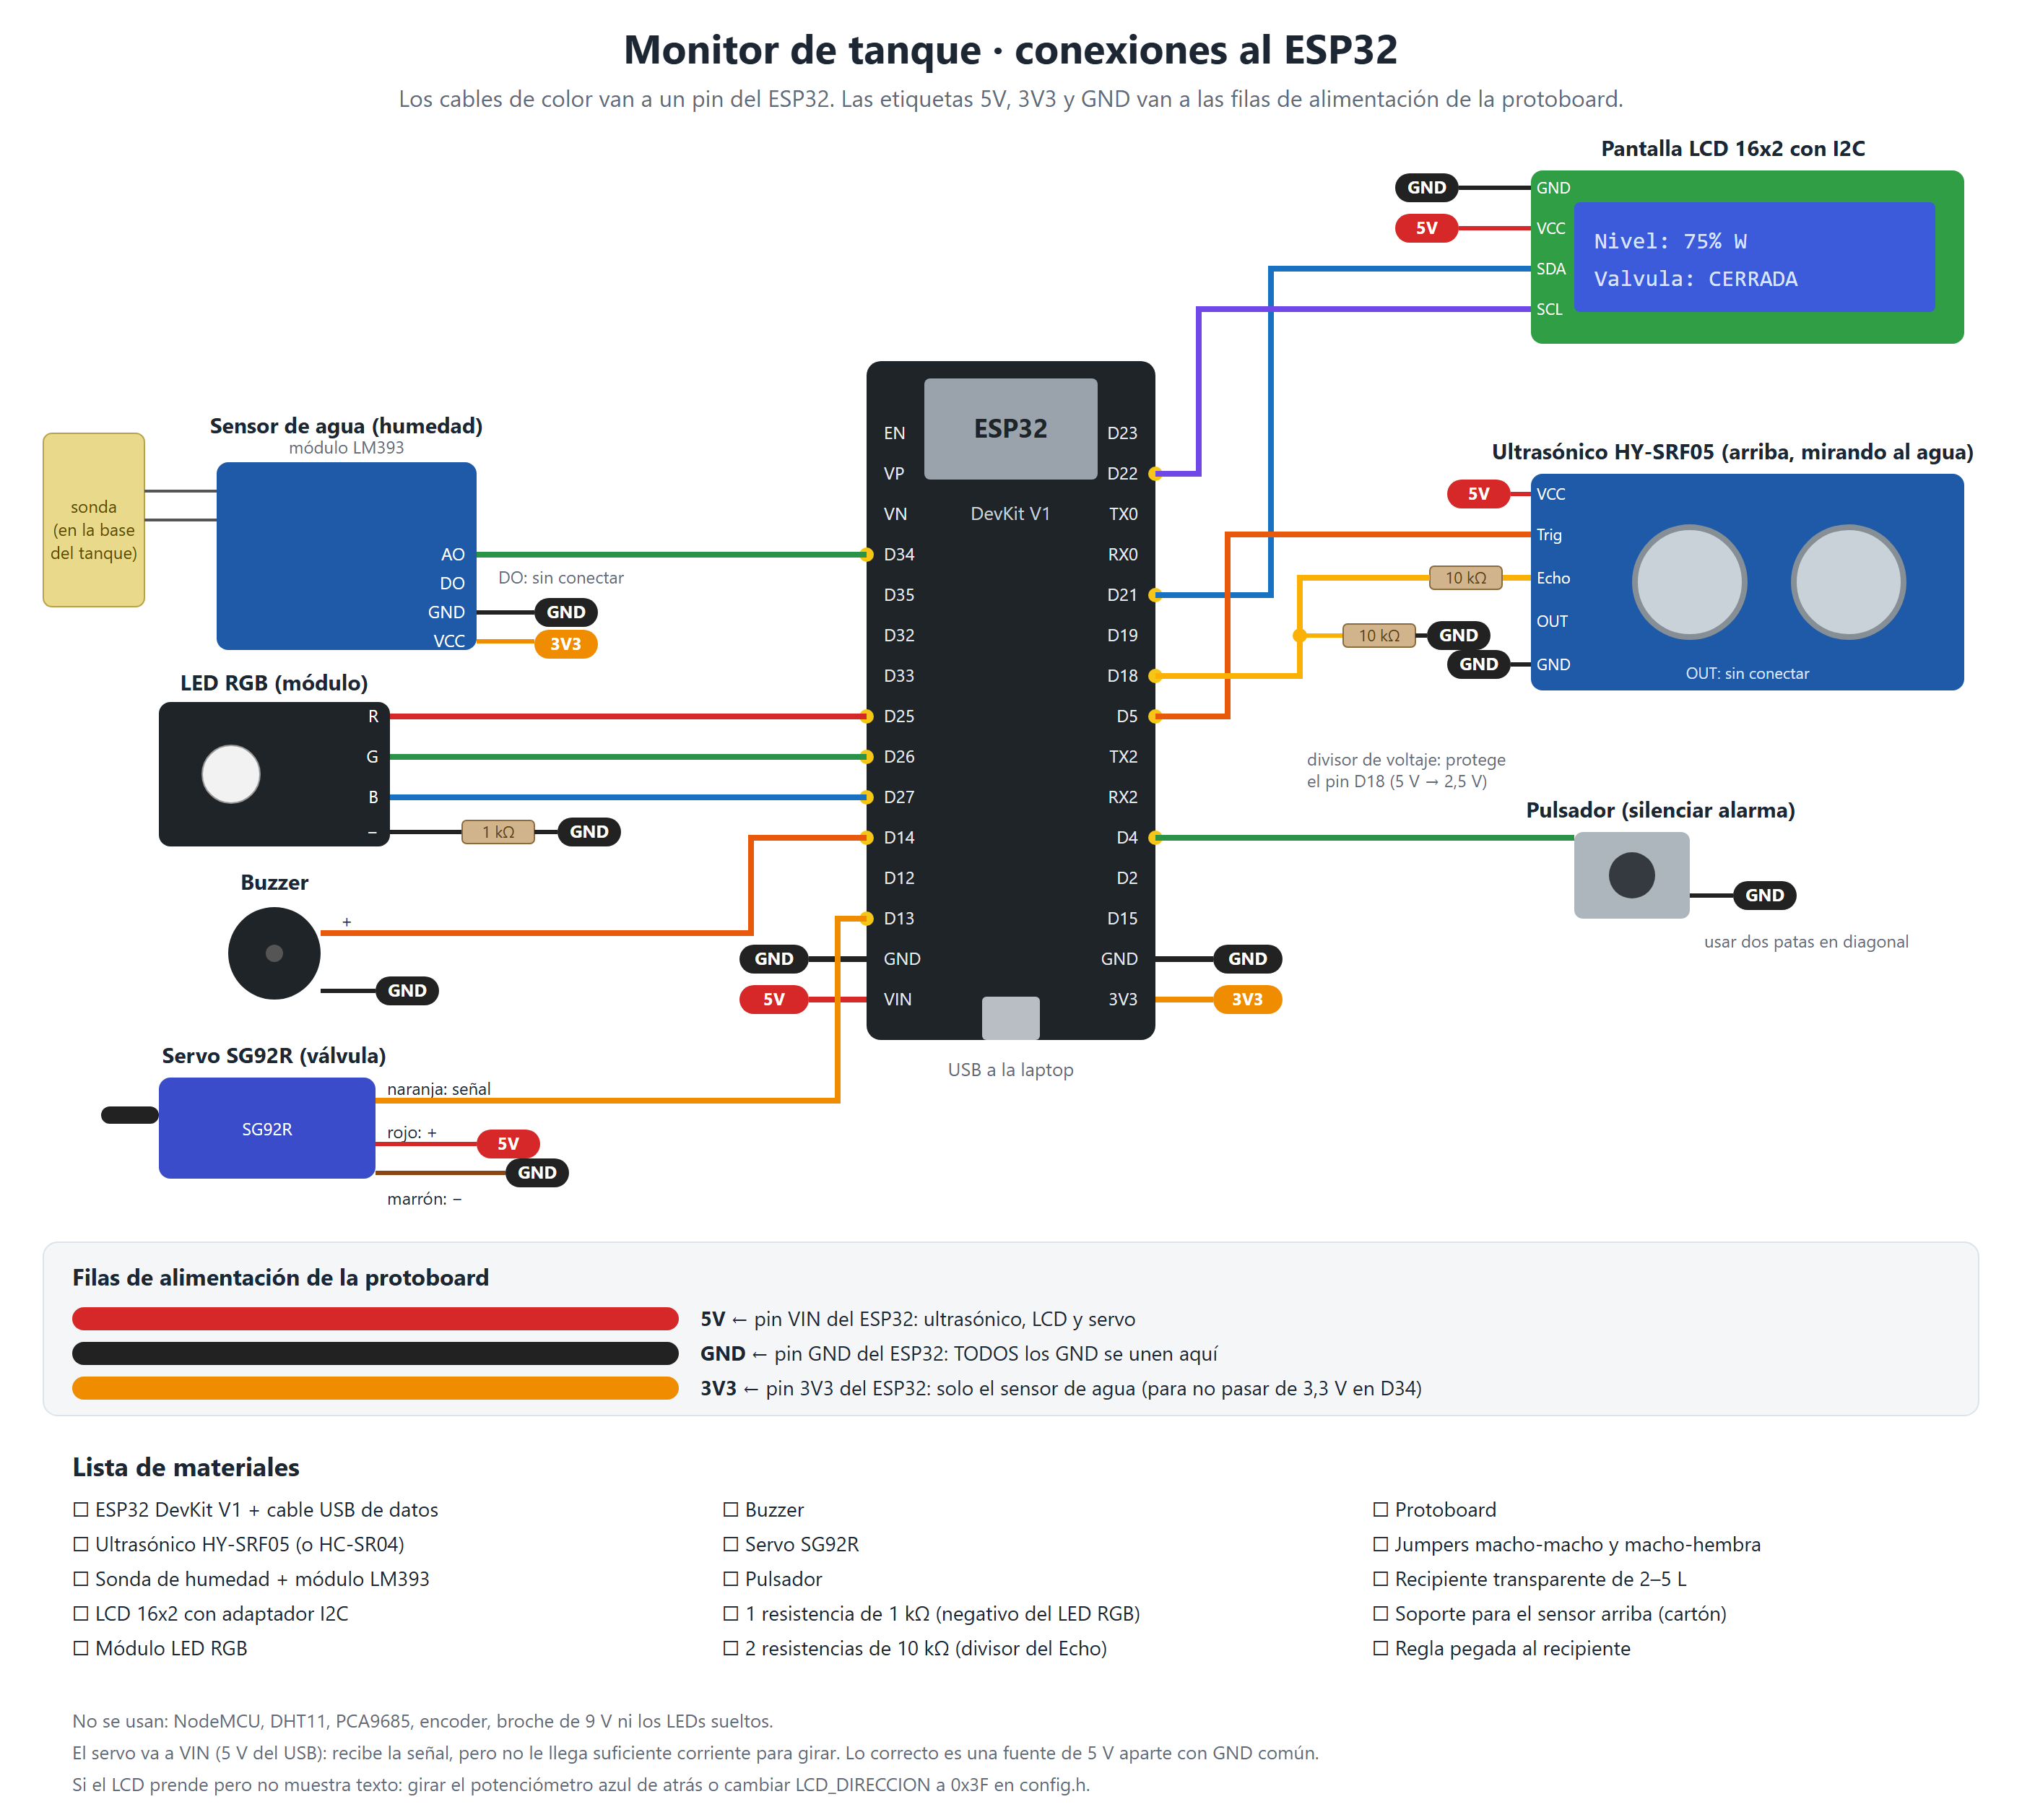 Monitor de tanque · conexiones al ESP32
Los cables de color van a un pin del ESP32. Las etiquetas 5V, 3V3 y GND van a las filas de alimentación de la protoboard.
Pantalla LCD 16x2 con I2C
GND
GND
5V
VCC
SDA
SCL
Nivel: 75% W
Valvula: CERRADA
Sensor de agua (humedad)
módulo LM393
sonda
(en la base
del tanque)
AO
DO
GND
VCC
DO: sin conectar
GND
3V3
LED RGB (módulo)
R
G
B
−
1 kΩ
GND
Buzzer
+
GND
Servo SG92R (válvula)
SG92R
naranja: señal
rojo: +
5V
GND
marrón: −
ESP32
DevKit V1
EN
VP
VN
D34
D35
D32
D33
D25
D26
D27
D14
D12
D13
GND
VIN
D23
D22
TX0
RX0
D21
D19
D18
D5
TX2
RX2
D4
D2
D15
GND
3V3
GND
5V
GND
3V3
USB a la laptop
Ultrasónico HY-SRF05 (arriba, mirando al agua)
5V
VCC
Trig
10 kΩ
Echo
OUT
10 kΩ
GND
GND
GND
OUT: sin conectar
divisor de voltaje: protege
el pin D18 (5 V → 2,5 V)
Pulsador (silenciar alarma)
GND
usar dos patas en diagonal
Filas de alimentación de la protoboard
5V ← pin VIN del ESP32: ultrasónico, LCD y servo
GND ← pin GND del ESP32: TODOS los GND se unen aquí
3V3 ← pin 3V3 del ESP32: solo el sensor de agua (para no pasar de 3,3 V en D34)
Lista de materiales
☐ ESP32 DevKit V1 + cable USB de datos
☐ Ultrasónico HY-SRF05 (o HC-SR04)
☐ Sonda de humedad + módulo LM393
☐ LCD 16x2 con adaptador I2C
☐ Módulo LED RGB
☐ Buzzer
☐ Servo SG92R
☐ Pulsador
☐ 1 resistencia de 1 kΩ (negativo del LED RGB)
☐ 2 resistencias de 10 kΩ (divisor del Echo)
☐ Protoboard
☐ Jumpers macho-macho y macho-hembra
☐ Recipiente transparente de 2–5 L
☐ Soporte para el sensor arriba (cartón)
☐ Regla pegada al recipiente
No se usan: NodeMCU, DHT11, PCA9685, encoder, broche de 9 V ni los LEDs sueltos.
El servo va a VIN (5 V del USB): recibe la señal, pero no le llega suficiente corriente para girar. Lo correcto es una fuente de 5 V aparte con GND común.
Si el LCD prende pero no muestra texto: girar el potenciómetro azul de atrás o cambiar LCD_DIRECCION a 0x3F en config.h.